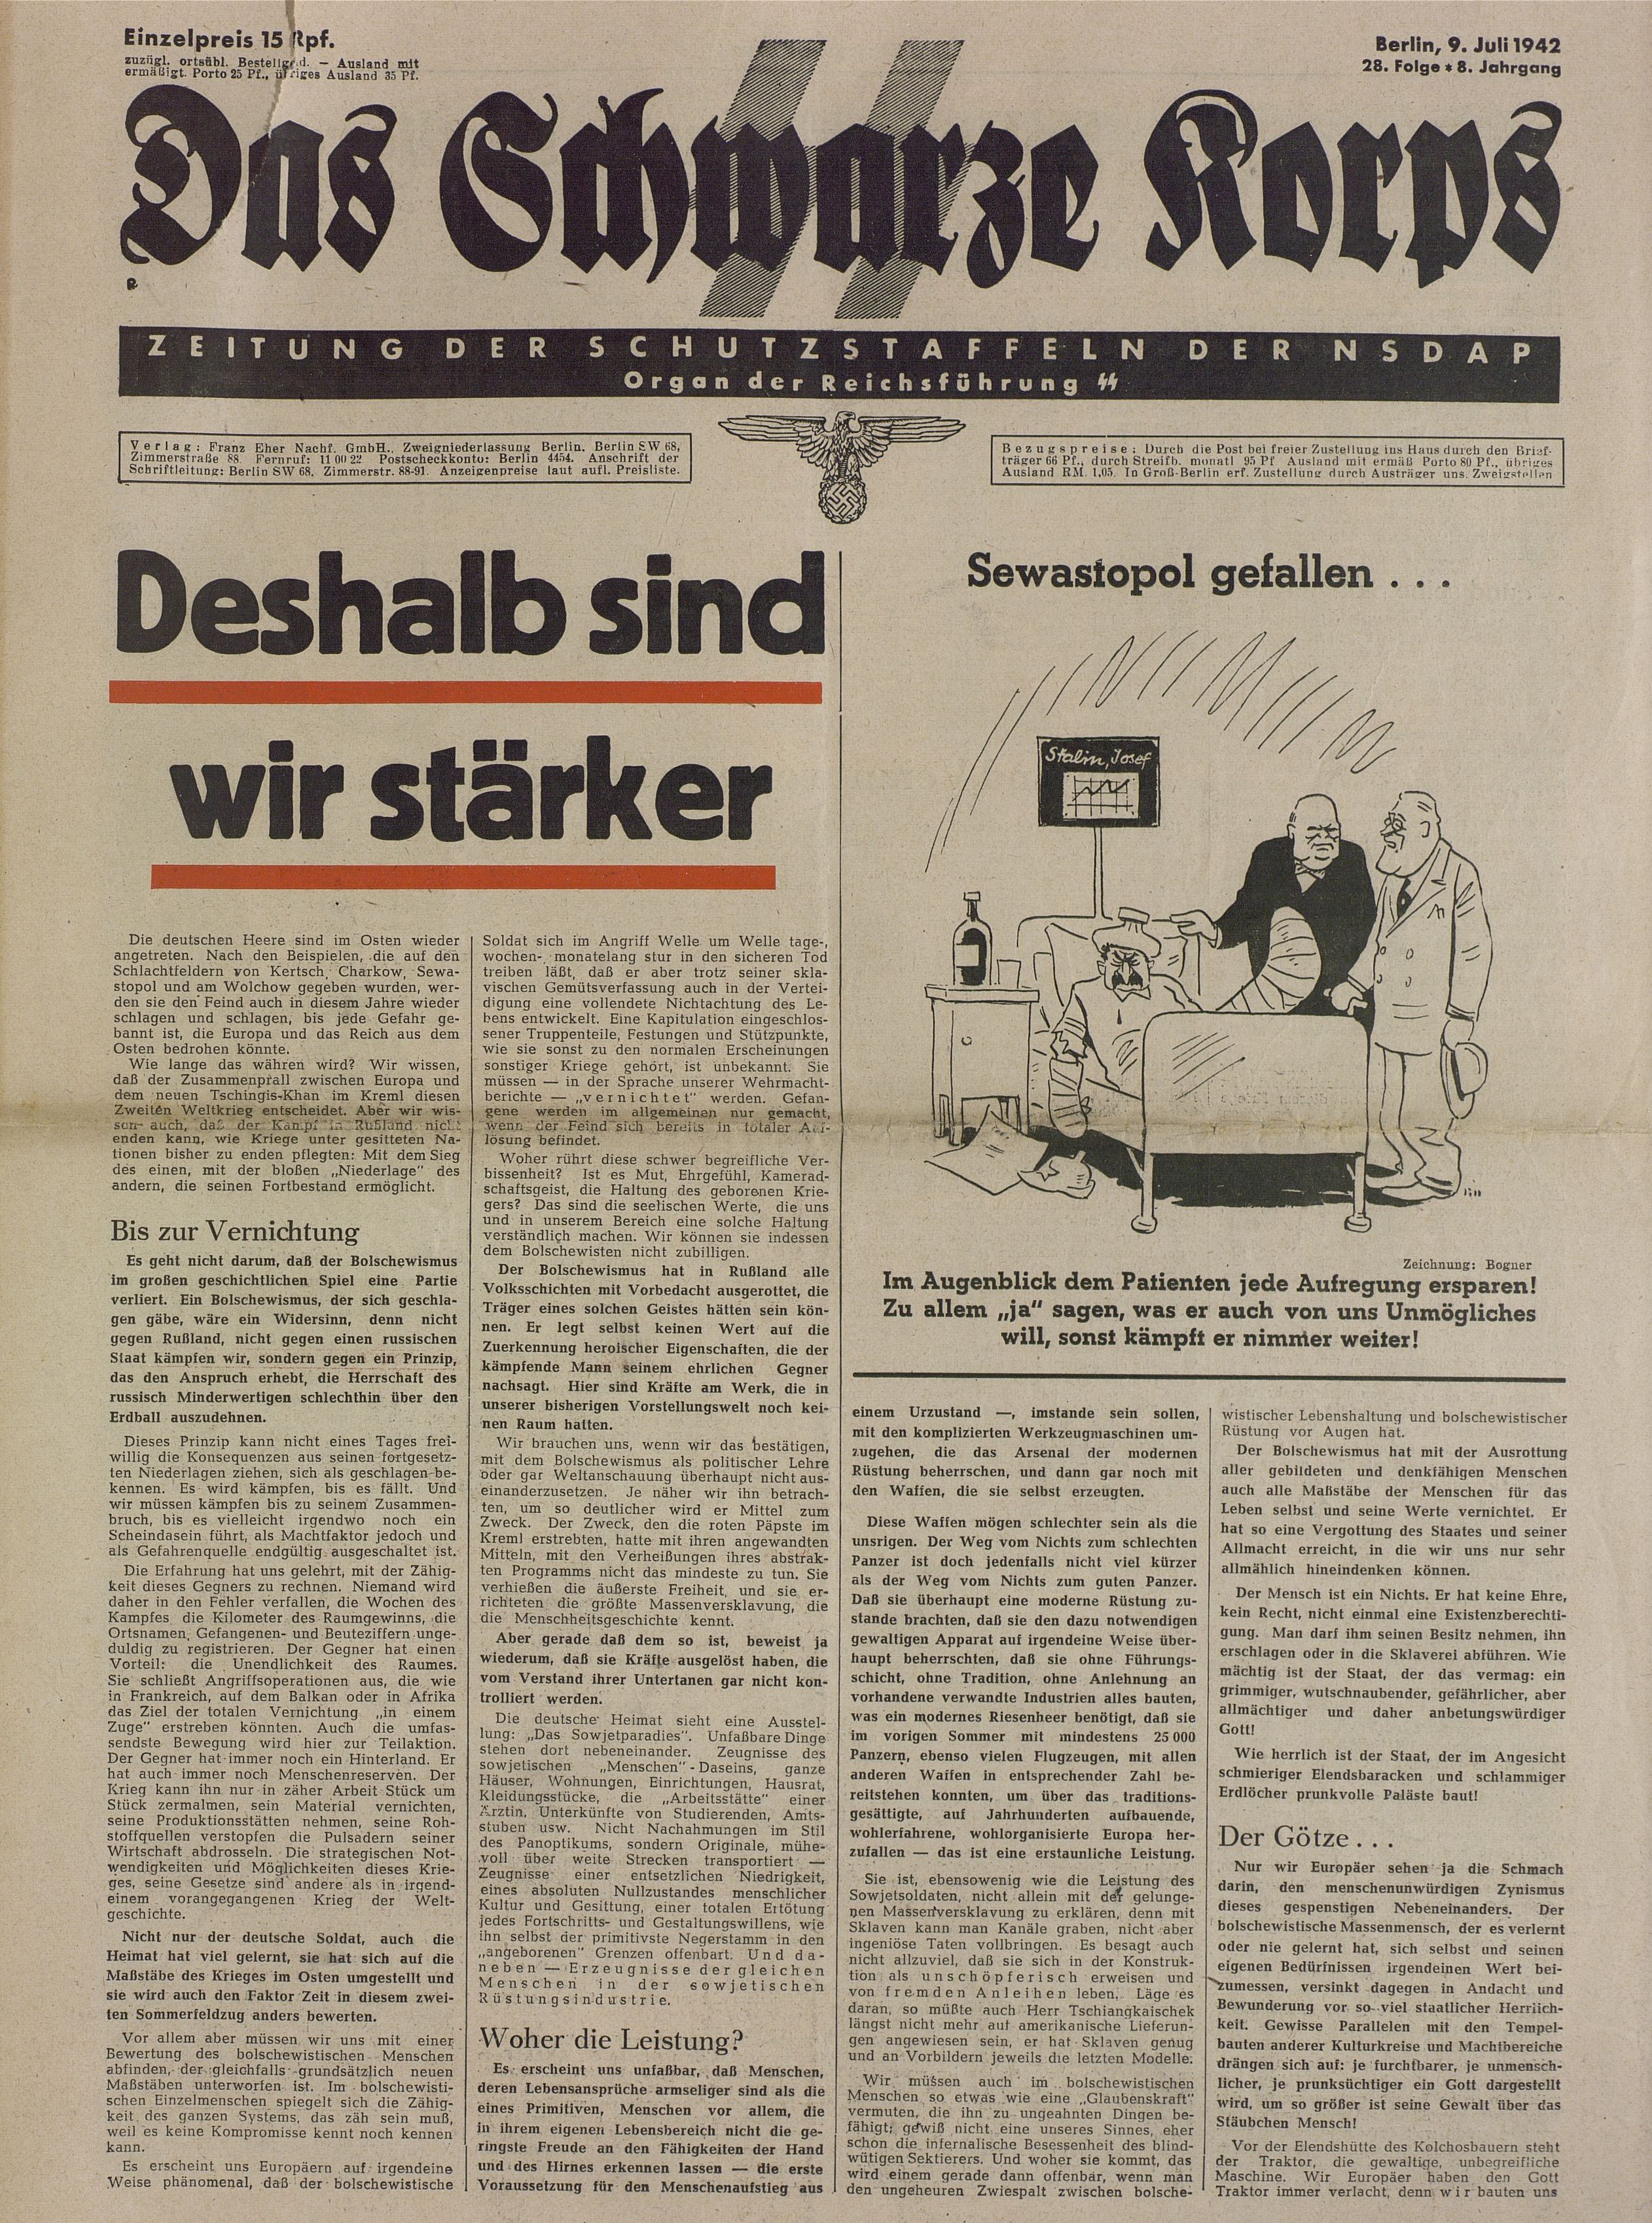 Einzelpreis 15 Rpf.
zuzügl. ortsübl. Bestellgeld. — Ausland mit
ermäßigt. Porto 25 Pf., übriges Ausland 35 Pf.
Berlin, 9. Juli 1942
28. Folge * 8. Jahrgang
Das Schwarze Korps
ZEITUNG DER SCHUTZSTAFFELN DER NSDAP
Organ der Reichsführung SS
Verlag: Franz Eher Nachf. GmbH., Zweigniederlassung Berlin, Berlin SW 68,
Zimmerstraße 88. Fernruf: 11 00 22 Postscheckkonto: Berlin 4454. Anschrift der
Schriftleitung: Berlin SW 68, Zimmerstr. 88-91. Anzeigenpreise laut aufl. Preisliste.
Bezugspreise: Durch die Post bei freier Zustellung ins Haus durch den Brief-
träger 66 Pf., durch Streifb. monatl 95 Pf Ausland mit ermäß Porto 80 Pf., übriges
Ausland RM. 1,05. In Groß-Berlin erf. Zustellung durch Austräger uns. Zweigstellen
Deshalb sind
wir stärker
Die deutschen Heere sind im Osten wieder
angetreten. Nach den Beispielen, die auf den
Schlachtfeldern von Kertsch, Charkow, Sewa-
stopol und am Wolchow gegeben wurden, wer-
den sie den Feind auch in diesem Jahre wieder
schlagen und schlagen, bis jede Gefahr ge-
bannt ist, die Europa und das Reich aus dem
Osten bedrohen könnte.
Wie lange das währen wird? Wir wissen,
daß der Zusammenprall zwischen Europa und
dem neuen Tschingis-Khan im Kreml diesen
Zweiten Weltkrieg entscheidet. Aber wir wis-
sen auch, daß der Kampf in Rußland nicht
enden kann, wie Kriege unter gesitteten Na-
tionen bisher zu enden pflegten: Mit dem Sieg
des einen, mit der bloßen „Niederlage“ des
andern, die seinen Fortbestand ermöglicht.
Bis zur Vernichtung
Es geht nicht darum, daß der Bolschewismus
im großen geschichtlichen Spiel eine Partie
verliert. Ein Bolschewismus, der sich geschla-
gen gäbe, wäre ein Widersinn, denn nicht
gegen Rußland, nicht gegen einen russischen
Staat kämpfen wir, sondern gegen ein Prinzip,
das den Anspruch erhebt, die Herrschaft des
russisch Minderwertigen schlechthin über den
Erdball auszudehnen.
Dieses Prinzip kann nicht eines Tages frei-
willig die Konsequenzen aus seinen fortgesetz-
ten Niederlagen ziehen, sich als geschlagen be-
kennen. Es wird kämpfen, bis es fällt. Und
wir müssen kämpfen bis zu seinem Zusammen-
bruch, bis es vielleicht irgendwo noch ein
Scheindasein führt, als Machtfaktor jedoch und
als Gefahrenquelle endgültig ausgeschaltet ist.
Die Erfahrung hat uns gelehrt, mit der Zähig-
keit dieses Gegners zu rechnen. Niemand wird
daher in den Fehler verfallen, die Wochen des
Kampfes die Kilometer des Raumgewinns, die
Ortsnamen, Gefangenen- und Beuteziffern unge-
duldig zu registrieren. Der Gegner hat einen
Vorteil: die Unendlichkeit des Raumes.
Sie schließt Angriffsoperationen aus, die wie
in Frankreich, auf dem Balkan oder in Afrika
das Ziel der totalen Vernichtung „in einem
Zuge“ erstreben könnten. Auch die umfas-
sendste Bewegung wird hier zur Teilaktion.
Der Gegner hat immer noch ein Hinterland. Er
hat auch immer noch Menschenreserven. Der
Krieg kann ihn nur in zäher Arbeit Stück um
Stück zermalmen, sein Material vernichten,
seine Produktionsstätten nehmen, seine Roh-
stoffquellen verstopfen die Pulsadern seiner
Wirtschaft abdrosseln. Die strategischen Not-
wendigkeiten und Möglichkeiten dieses Krie-
ges, seine Gesetze sind andere als in irgend-
einem vorangegangenen Krieg der Welt-
geschichte.
Nicht nur der deutsche Soldat, auch die
Heimat hat viel gelernt, sie hat sich auf die
Maßstäbe des Krieges im Osten umgestellt und
sie wird auch den Faktor Zeit in diesem zwei-
ten Sommerfeldzug anders bewerten.
Vor allem aber müssen wir uns mit einer
Bewertung des bolschewistischen Menschen
abfinden, der gleichfalls grundsätzlich neuen
Maßstäben unterworfen ist. Im bolschewisti-
schen Einzelmenschen spiegelt sich die Zähig-
keit des ganzen Systems, das zäh sein muß,
weil es keine Kompromisse kennt noch kennen
kann.
Es erscheint uns Europäern auf irgendeine
Weise phänomenal, daß der bolschewistische
Soldat sich im Angriff Welle um Welle tage-,
wochen-, monatelang stur in den sicheren Tod
treiben läßt, daß er aber trotz seiner skla-
vischen Gemütsverfassung auch in der Vertei-
digung eine vollendete Nichtachtung des Le-
bens entwickelt. Eine Kapitulation eingeschlos-
sener Truppenteile, Festungen und Stützpunkte,
wie sie sonst zu den normalen Erscheinungen
sonstiger Kriege gehört, ist unbekannt. Sie
müssen — in der Sprache unserer Wehrmacht-
berichte — „vernichtet“ werden. Gefan-
gene werden im allgemeinen nur gemacht,
wenn der Feind sich bereits in totaler Auf-
lösung befindet.
Woher rührt diese schwer begreifliche Ver-
bissenheit? Ist es Mut, Ehrgefühl, Kamerad-
schaftsgeist, die Haltung des geborenen Krie-
gers? Das sind die seelischen Werte, die uns
und in unserem Bereich eine solche Haltung
verständlich machen. Wir können sie indessen
dem Bolschewisten nicht zubilligen.
Der Bolschewismus hat in Rußland alle
Volksschichten mit Vorbedacht ausgerottet, die
Träger eines solchen Geistes hätten sein kön-
nen. Er legt selbst keinen Wert auf die
Zuerkennung heroischer Eigenschaften, die der
kämpfende Mann seinem ehrlichen Gegner
nachsagt. Hier sind Kräfte am Werk, die in
unserer bisherigen Vorstellungswelt noch kei-
nen Raum hatten.
Wir brauchen uns, wenn wir das bestätigen,
mit dem Bolschewismus als politischer Lehre
oder gar Weltanschauung überhaupt nicht aus-
einanderzusetzen. Je näher wir ihn betrach-
ten, um so deutlicher wird er Mittel zum
Zweck. Der Zweck, den die roten Päpste im
Kreml erstrebten, hatte mit ihren angewandten
Mitteln, mit den Verheißungen ihres abstrak-
ten Programms nicht das mindeste zu tun. Sie
verhießen die äußerste Freiheit, und sie er-
richteten die größte Massenversklavung, die
die Menschheitsgeschichte kennt.
Aber gerade daß dem so ist, beweist ja
wiederum, daß sie Kräfte ausgelöst haben, die
vom Verstand ihrer Untertanen gar nicht kon-
trolliert werden.
Die deutsche Heimat sieht eine Ausstel-
lung: „Das Sowjetparadies“. Unfaßbare Dinge
stehen dort nebeneinander. Zeugnisse des
sowjetischen „Menschen“-Daseins, ganze
Häuser, Wohnungen, Einrichtungen, Hausrat,
Kleidungsstücke, die „Arbeitsstätte“ einer
Ärztin, Unterkünfte von Studierenden, Amts-
stuben usw. Nicht Nachahmungen im Stil
des Panoptikums, sondern Originale, mühe-
voll über weite Strecken transportiert —
Zeugnisse einer entsetzlichen Niedrigkeit,
eines absoluten Nullzustandes menschlicher
Kultur und Gesittung, einer totalen Ertötung
jedes Fortschritts- und Gestaltungswillens, wie
ihn selbst der primitivste Negerstamm in den
„angeborenen“ Grenzen offenbart. Und da-
neben — Erzeugnisse der gleichen
Menschen in der sowjetischen
Rüstungsindustrie.
Woher die Leistung?
Es erscheint uns unfaßbar, daß Menschen,
deren Lebensansprüche armseliger sind als die
eines Primitiven, Menschen vor allem, die
in ihrem eigenen Lebensbereich nicht die ge-
ringste Freude an den Fähigkeiten der Hand
und des Hirnes erkennen lassen — die erste
Voraussetzung für den Menschenaufstieg aus
Sewastopol gefallen . . .
Stalin, Josef
Zeichnung: Bogner
Im Augenblick dem Patienten jede Aufregung ersparen!
Zu allem „ja“ sagen, was er auch von uns Unmögliches
will, sonst kämpft er nimmer weiter!
einem Urzustand —, imstande sein sollen,
mit den komplizierten Werkzeugmaschinen um-
zugehen, die das Arsenal der modernen
Rüstung beherrschen, und dann gar noch mit
den Waffen, die sie selbst erzeugten.
Diese Waffen mögen schlechter sein als die
unsrigen. Der Weg vom Nichts zum schlechten
Panzer ist doch jedenfalls nicht viel kürzer
als der Weg vom Nichts zum guten Panzer.
Daß sie überhaupt eine moderne Rüstung zu-
stande brachten, daß sie den dazu notwendigen
gewaltigen Apparat auf irgendeine Weise über-
haupt beherrschten, daß sie ohne Führungs-
schicht, ohne Tradition, ohne Anlehnung an
vorhandene verwandte Industrien alles bauten,
was ein modernes Riesenheer benötigt, daß sie
im vorigen Sommer mit mindestens 25 000
Panzern, ebenso vielen Flugzeugen, mit allen
anderen Waffen in entsprechender Zahl be-
reitstehen konnten, um über das traditions-
gesättigte, auf Jahrhunderten aufbauende,
wohlerfahrene, wohlorganisierte Europa her-
zufallen — das ist eine erstaunliche Leistung.
Sie ist, ebensowenig wie die Leistung des
Sowjetsoldaten, nicht allein mit der gelunge-
nen Massenversklavung zu erklären, denn mit
Sklaven kann man Kanäle graben, nicht aber
ingeniöse Taten vollbringen. Es besagt auch
nicht allzuviel, daß sie sich in der Konstruk-
tion als unschöpferisch erweisen und
von fremden Anleihen leben. Läge es
daran, so müßte auch Herr Tschiangkaischek
längst nicht mehr auf amerikanische Lieferun-
gen angewiesen sein, er hat Sklaven genug
und an Vorbildern jeweils die letzten Modelle.
Wir müssen auch im bolschewistischen
Menschen so etwas wie eine „Glaubenskraft“
vermuten, die ihn zu ungeahnten Dingen be-
fähigt; gewiß nicht eine unseres Sinnes, eher
schon die infernalische Besessenheit des blind-
wütigen Sektierers. Und woher sie kommt, das
wird einem gerade dann offenbar, wenn man
den ungeheuren Zwiespalt zwischen bolsche-
wistischer Lebenshaltung und bolschewistischer
Rüstung vor Augen hat.
Der Bolschewismus hat mit der Ausrottung
aller gebildeten und denkfähigen Menschen
auch alle Maßstäbe der Menschen für das
Leben selbst und seine Werte vernichtet. Er
hat so eine Vergottung des Staates und seiner
Allmacht erreicht, in die wir uns nur sehr
allmählich hineindenken können.
Der Mensch ist ein Nichts. Er hat keine Ehre,
kein Recht, nicht einmal eine Existenzberechti-
gung. Man darf ihm seinen Besitz nehmen, ihn
erschlagen oder in die Sklaverei abführen. Wie
mächtig ist der Staat, der das vermag: ein
grimmiger, wutschnaubender, gefährlicher, aber
allmächtiger und daher anbetungswürdiger
Gott!
Wie herrlich ist der Staat, der im Angesicht
schmieriger Elendsbaracken und schlammiger
Erdlöcher prunkvolle Paläste baut!
Der Götze . . .
Nur wir Europäer sehen ja die Schmach
darin, den menschenunwürdigen Zynismus
dieses gespenstigen Nebeneinanders. Der
bolschewistische Massenmensch, der es verlernt
oder nie gelernt hat, sich selbst und seinen
eigenen Bedürfnissen irgendeinen Wert bei-
zumessen, versinkt dagegen in Andacht und
Bewunderung vor so viel staatlicher Herrlich-
keit. Gewisse Parallelen mit den Tempel-
bauten anderer Kulturkreise und Machtbereiche
drängen sich auf: je furchtbarer, je unmensch-
licher, je prunksüchtiger ein Gott dargestellt
wird, um so größer ist seine Gewalt über das
Stäubchen Mensch!
Vor der Elendshütte des Kolchosbauern steht
der Traktor, die gewaltige, unbegreifliche
Maschine. Wir Europäer haben den Gott
Traktor immer verlacht, denn wir bauten uns